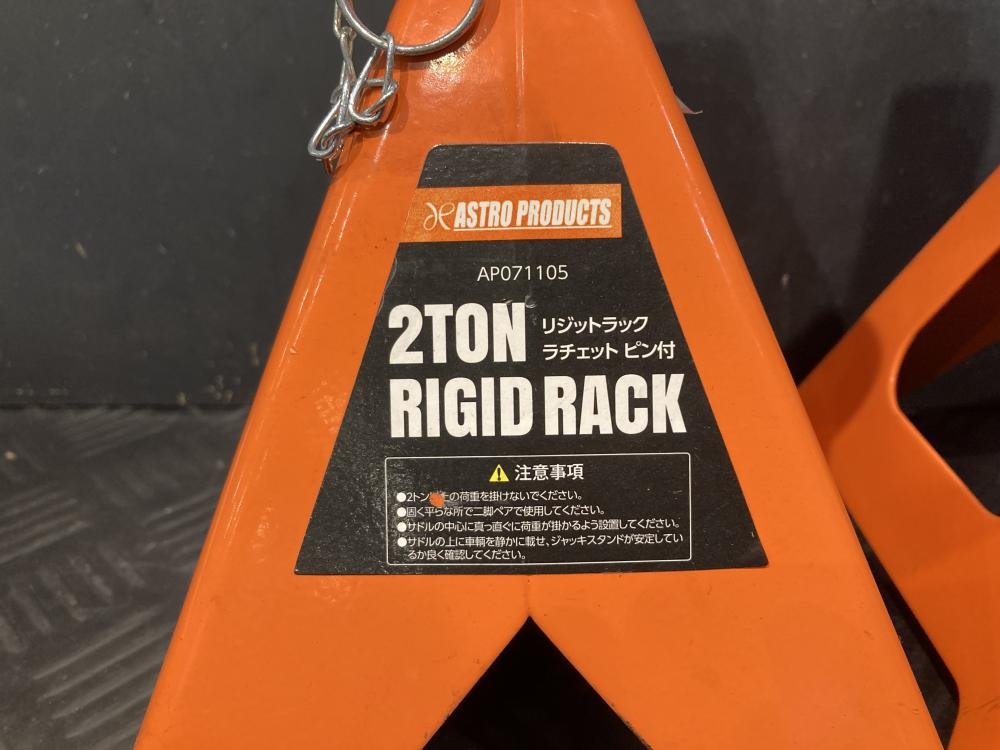 ASTRO PRODUCTS
AP071105
2TON リジットラック
ラチェット ピン付
RIGID RACK
注意事項
●2トン以上の荷重を掛けないでください。
●固く平らな所で二脚ペアで使用してください。
●サドルの中心に真っ直ぐに荷重が掛かるよう設置してください。
●サドルの上に車輌を静かに載せ、ジャッキスタンドが安定してい
るか良く確認してください。